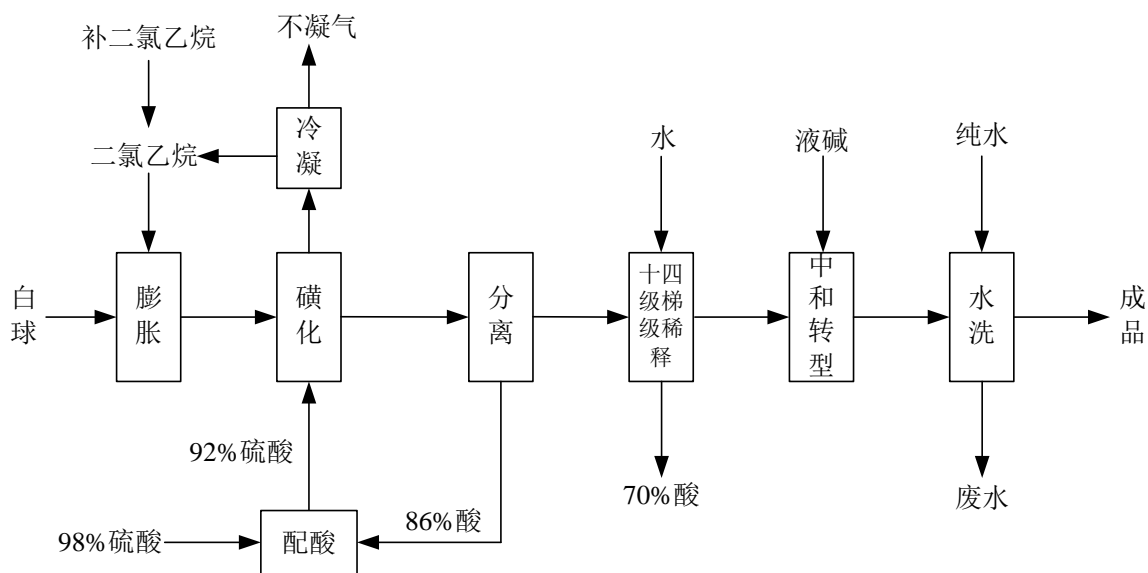 不凝气
补二氯乙烷
冷
凝
二氯乙烷
水
液碱
纯水
白
球
膨
胀
磺
化
分
离
十四
级梯
级稀
释
中
和
转
型
水
洗
成
品
92%硫酸
70%酸
废水
98%硫酸
配酸
86%酸